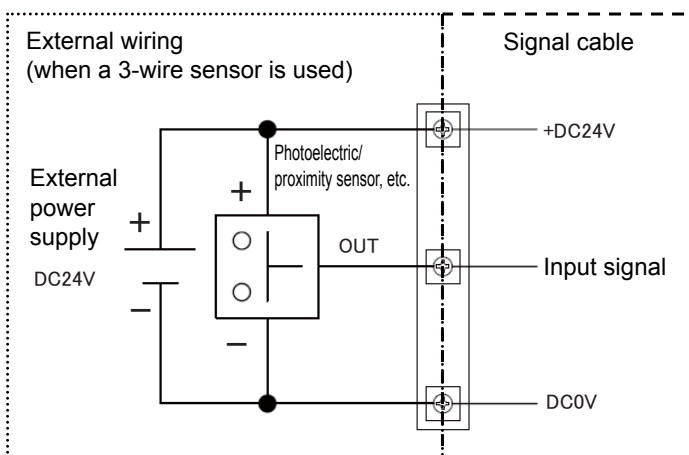 External wiring
(when a 3-wire sensor is used)
Signal cable
+DC24V
Photoelectric/
proximity sensor, etc.
External
power
supply
+
+
DC24V
OUT
Input signal
−
−
DC0V